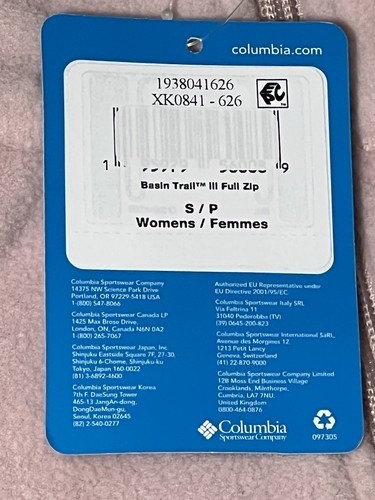 columbia.com
1938041626
XK0841 - 626
Basin Trail™ III Full Zip
S / P
Womens / Femmes
Columbia Sportswear Company
14375 NW Science Park Drive
Portland, OR 97229-5418 USA
1-(800) 547-8066
Columbia Sportswear Canada LP
1425 Max Brose Drive,
London, ON, Canada N6N 0A2
1-(800) 265-7067
Columbia Sportswear Japan, Inc.
Shinjuku Eastside Square 7F, 27-30,
Shinjuku 6-Chome, Shinjuku-ku
Tokyo, Japan 160-0022
(81) 3-6892-4600
Columbia Sportswear Korea
7th.F. DaeSung Tower
465-13 JangAn-dong,
DongDaeMun-gu,
Seoul, Korea 02645
(82) 2-540-0277
Authorized EU Representative under
EU Directive 2001/95/EC.
Columbia Sportswear Italy SRL
Via Feltrina 11
31040 Pederobba (TV)
(39) 0645-200-823
Columbia Sportswear International SaRL,
Avenue des Morgines 12.
1213 Petit Lancy
Geneva, Switzerland
(41) 22-870-9000
Columbia Sportswear Company Limited
12B Moss End Business Village
Crooklands, Milnthorpe,
Cumbria, LA7 7NU.
United Kingdom
0800-464-0876
Columbia
Sportswear Company
097305